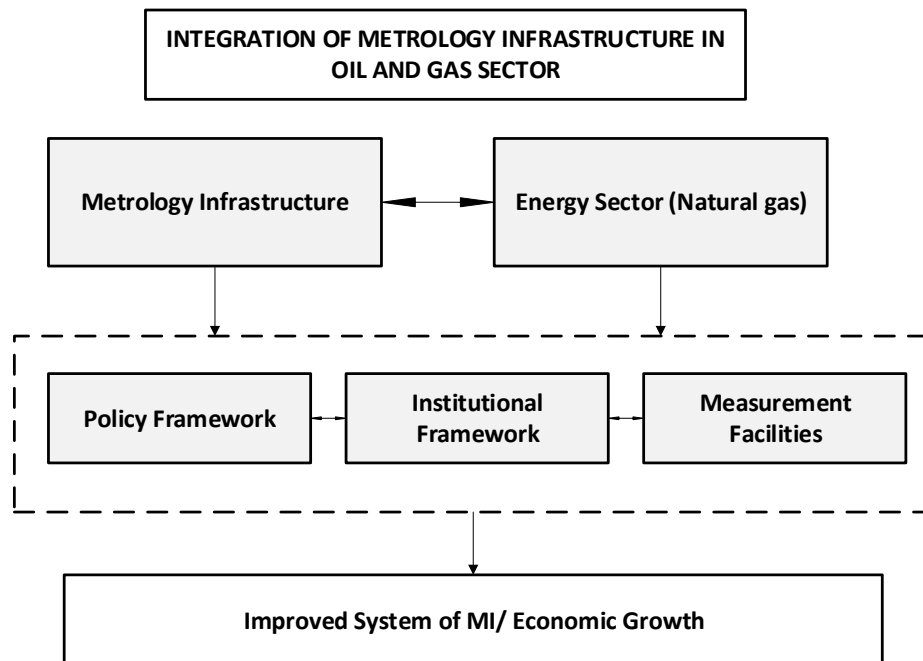 INTEGRATION OF METROLOGY INFRASTRUCTURE IN
OIL AND GAS SECTOR
Metrology Infrastructure
Energy Sector (Natural gas)
Policy Framework
Institutional
Framework
Measurement
Facilities
Improved System of MI/ Economic Growth